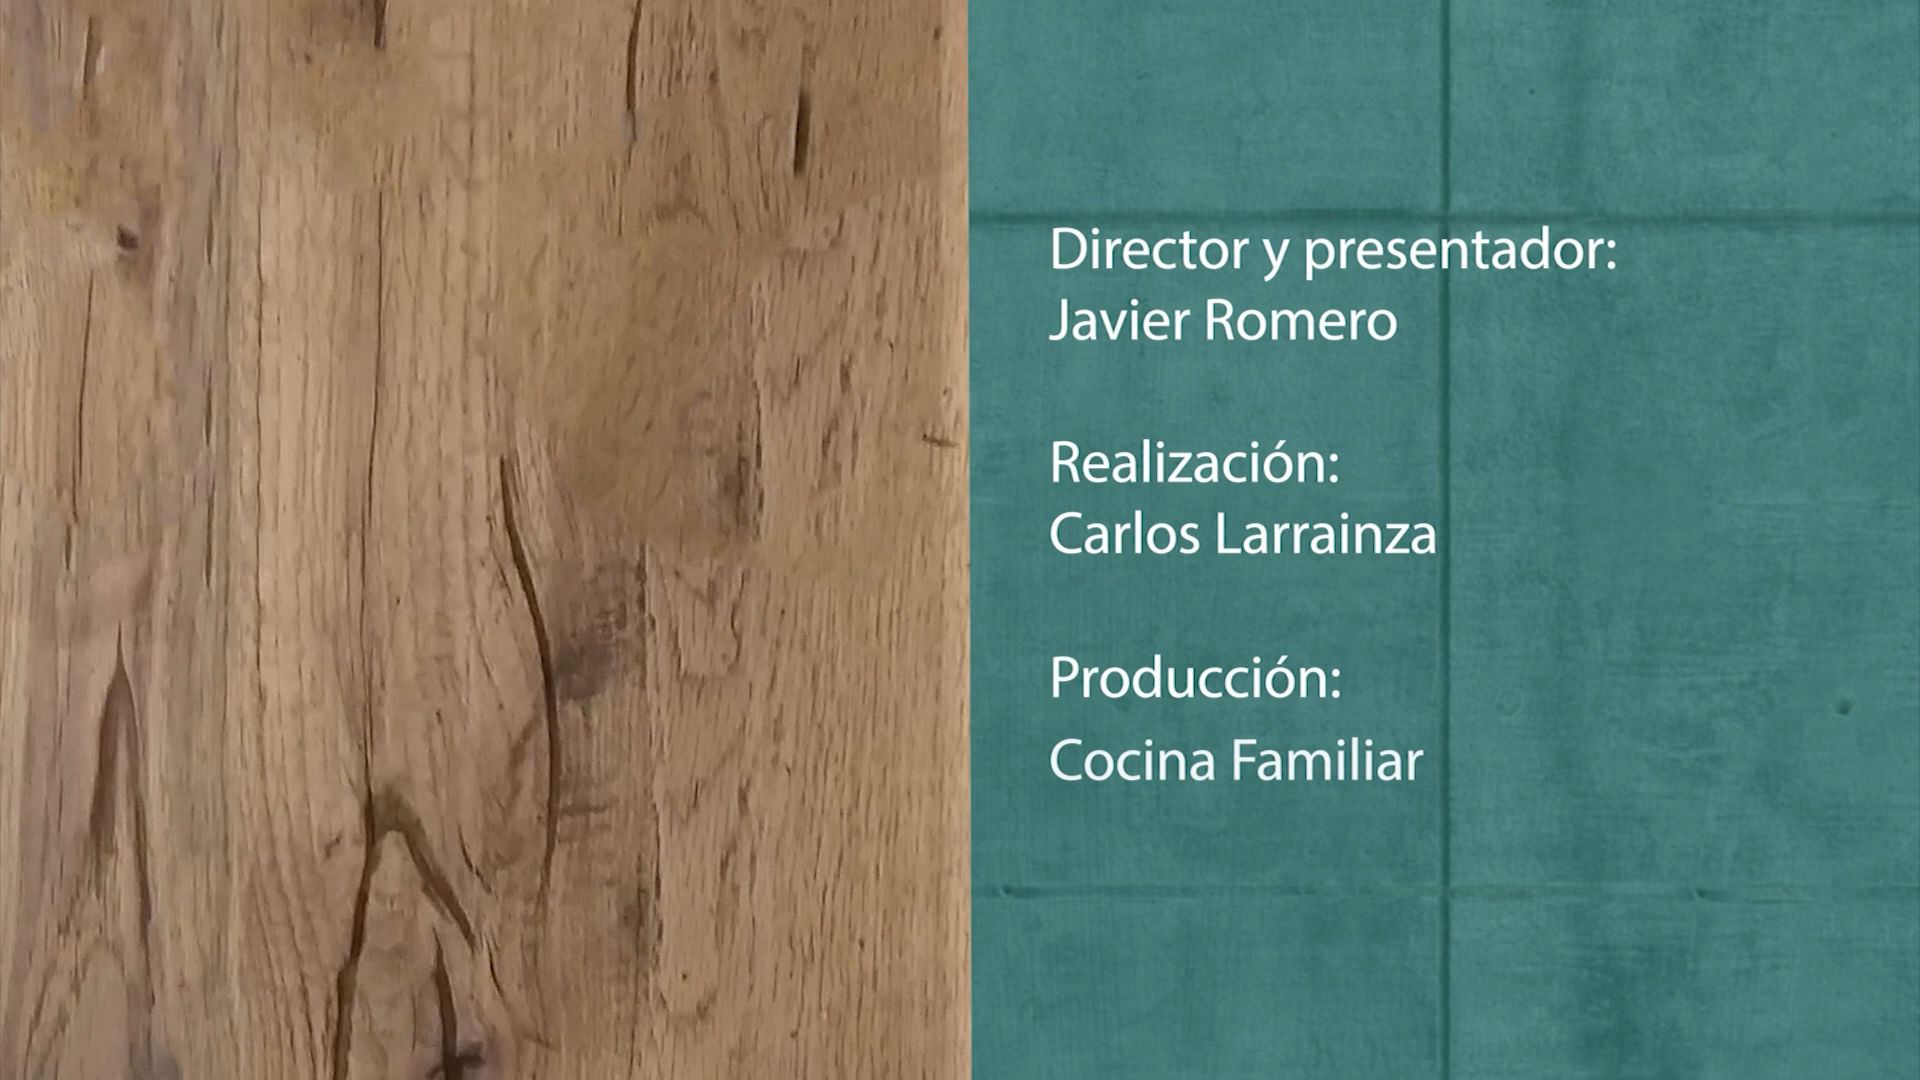 Director y presentador:
Javier Romero
Realización:
Carlos Larrainza
Producción:
Cocina Familiar